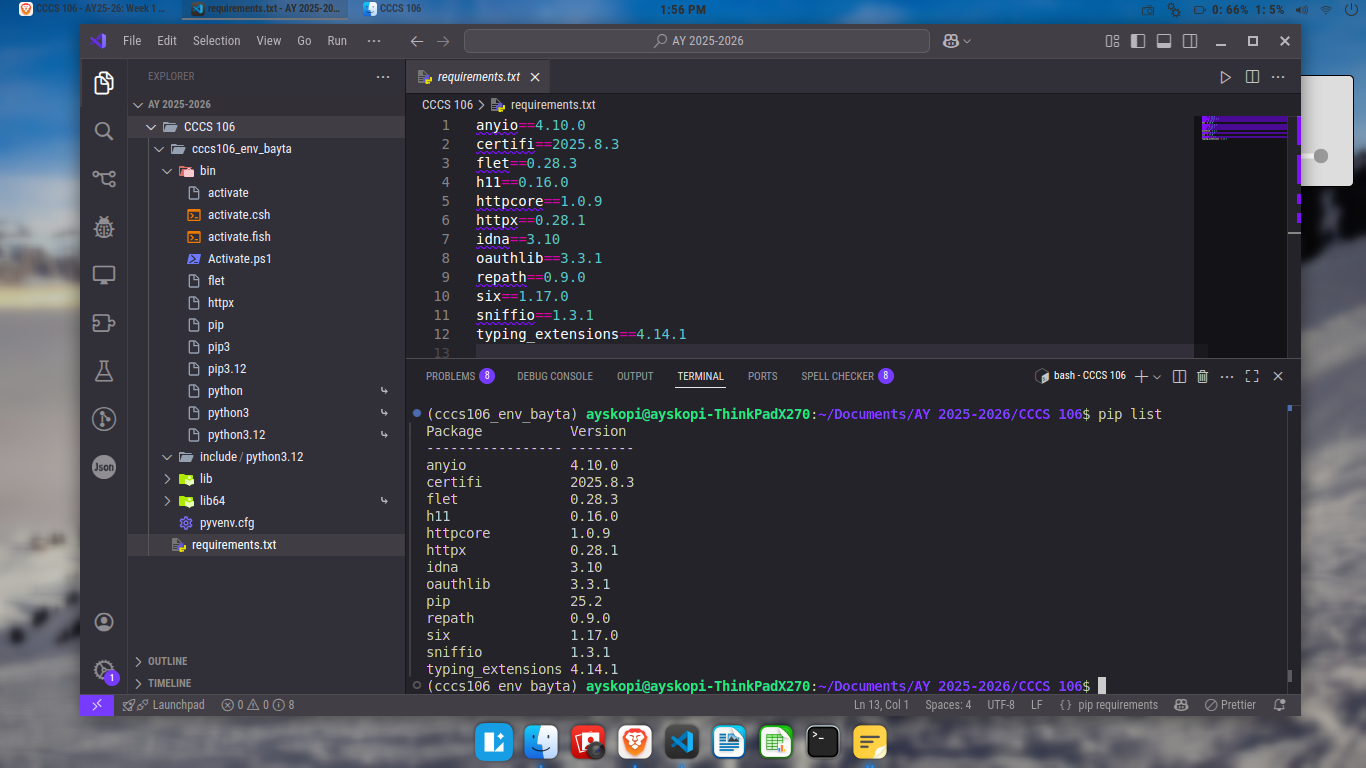 CCCS 106 - AY25-26: Week 1 ...
requirements.txt - AY 2025-20...
CCCS 106
1:56 PM
0: 66% 1: 5%
File Edit Selection View Go Run ...
AY 2025-2026
EXPLORER
AY 2025-2026
CCCS 106
cccs106_env_bayta
bin
activate
activate.csh
activate.fish
Activate.ps1
flet
httpx
pip
pip3
pip3.12
python
python3
python3.12
include / python3.12
lib
lib64
pyvenv.cfg
requirements.txt
OUTLINE
TIMELINE
Json
1
requirements.txt
CCCS 106 > requirements.txt
1 anyio==4.10.0
2 certifi==2025.8.3
3 flet==0.28.3
4 h11==0.16.0
5 httpcore==1.0.9
6 httpx==0.28.1
7 idna==3.10
8 oauthlib==3.3.1
9 repath==0.9.0
10 six==1.17.0
11 sniffio==1.3.1
12 typing_extensions==4.14.1
13
PROBLEMS 8 DEBUG CONSOLE OUTPUT TERMINAL PORTS SPELL CHECKER 8 bash - CCCS 106
(cccs106_env_bayta) ayskopi@ayskopi-ThinkPadX270:~/Documents/AY 2025-2026/CCCS 106$ pip list
Package Version
----------------- --------
anyio 4.10.0
certifi 2025.8.3
flet 0.28.3
h11 0.16.0
httpcore 1.0.9
httpx 0.28.1
idna 3.10
oauthlib 3.3.1
pip 25.2
repath 0.9.0
six 1.17.0
sniffio 1.3.1
typing_extensions 4.14.1
(cccs106_env_bayta) ayskopi@ayskopi-ThinkPadX270:~/Documents/AY 2025-2026/CCCS 106$
Launchpad 0 0 8 Ln 13, Col 1 Spaces: 4 UTF-8 LF {} pip requirements Prettier